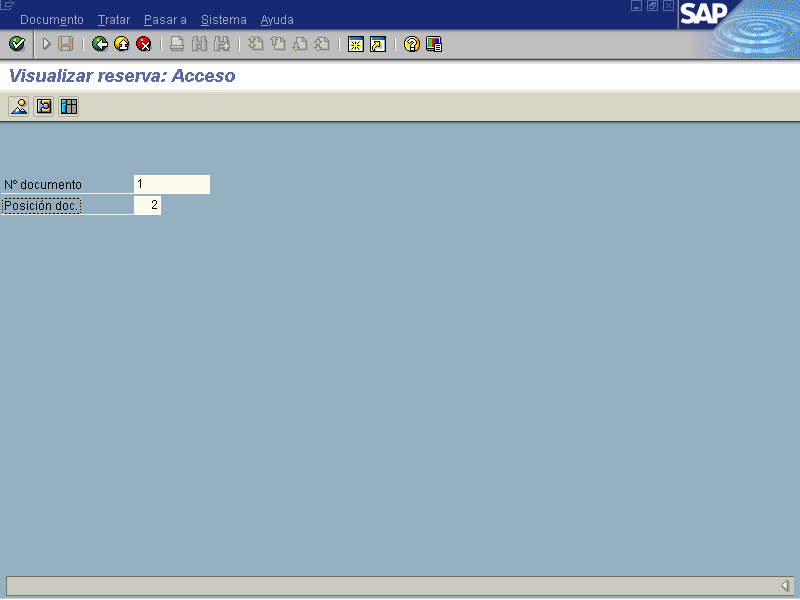 Documento Tratar Pasar a Sistema Ayuda
SAP
Visualizar reserva: Acceso
Nº documento 1
Posición doc. 2